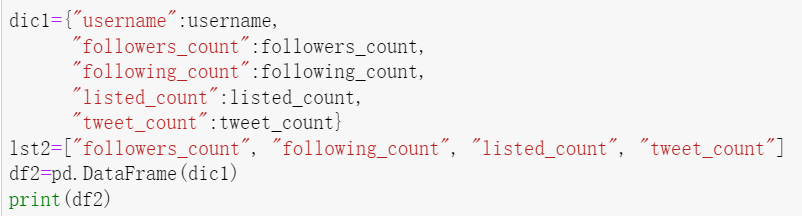 dic1={"username":username,
"followers_count":followers_count,
"following_count":following_count,
"listed_count":listed_count,
"tweet_count":tweet_count}
lst2=["followers_count", "following_count", "listed_count", "tweet_count"]
df2=pd.DataFrame(dic1)
print(df2)